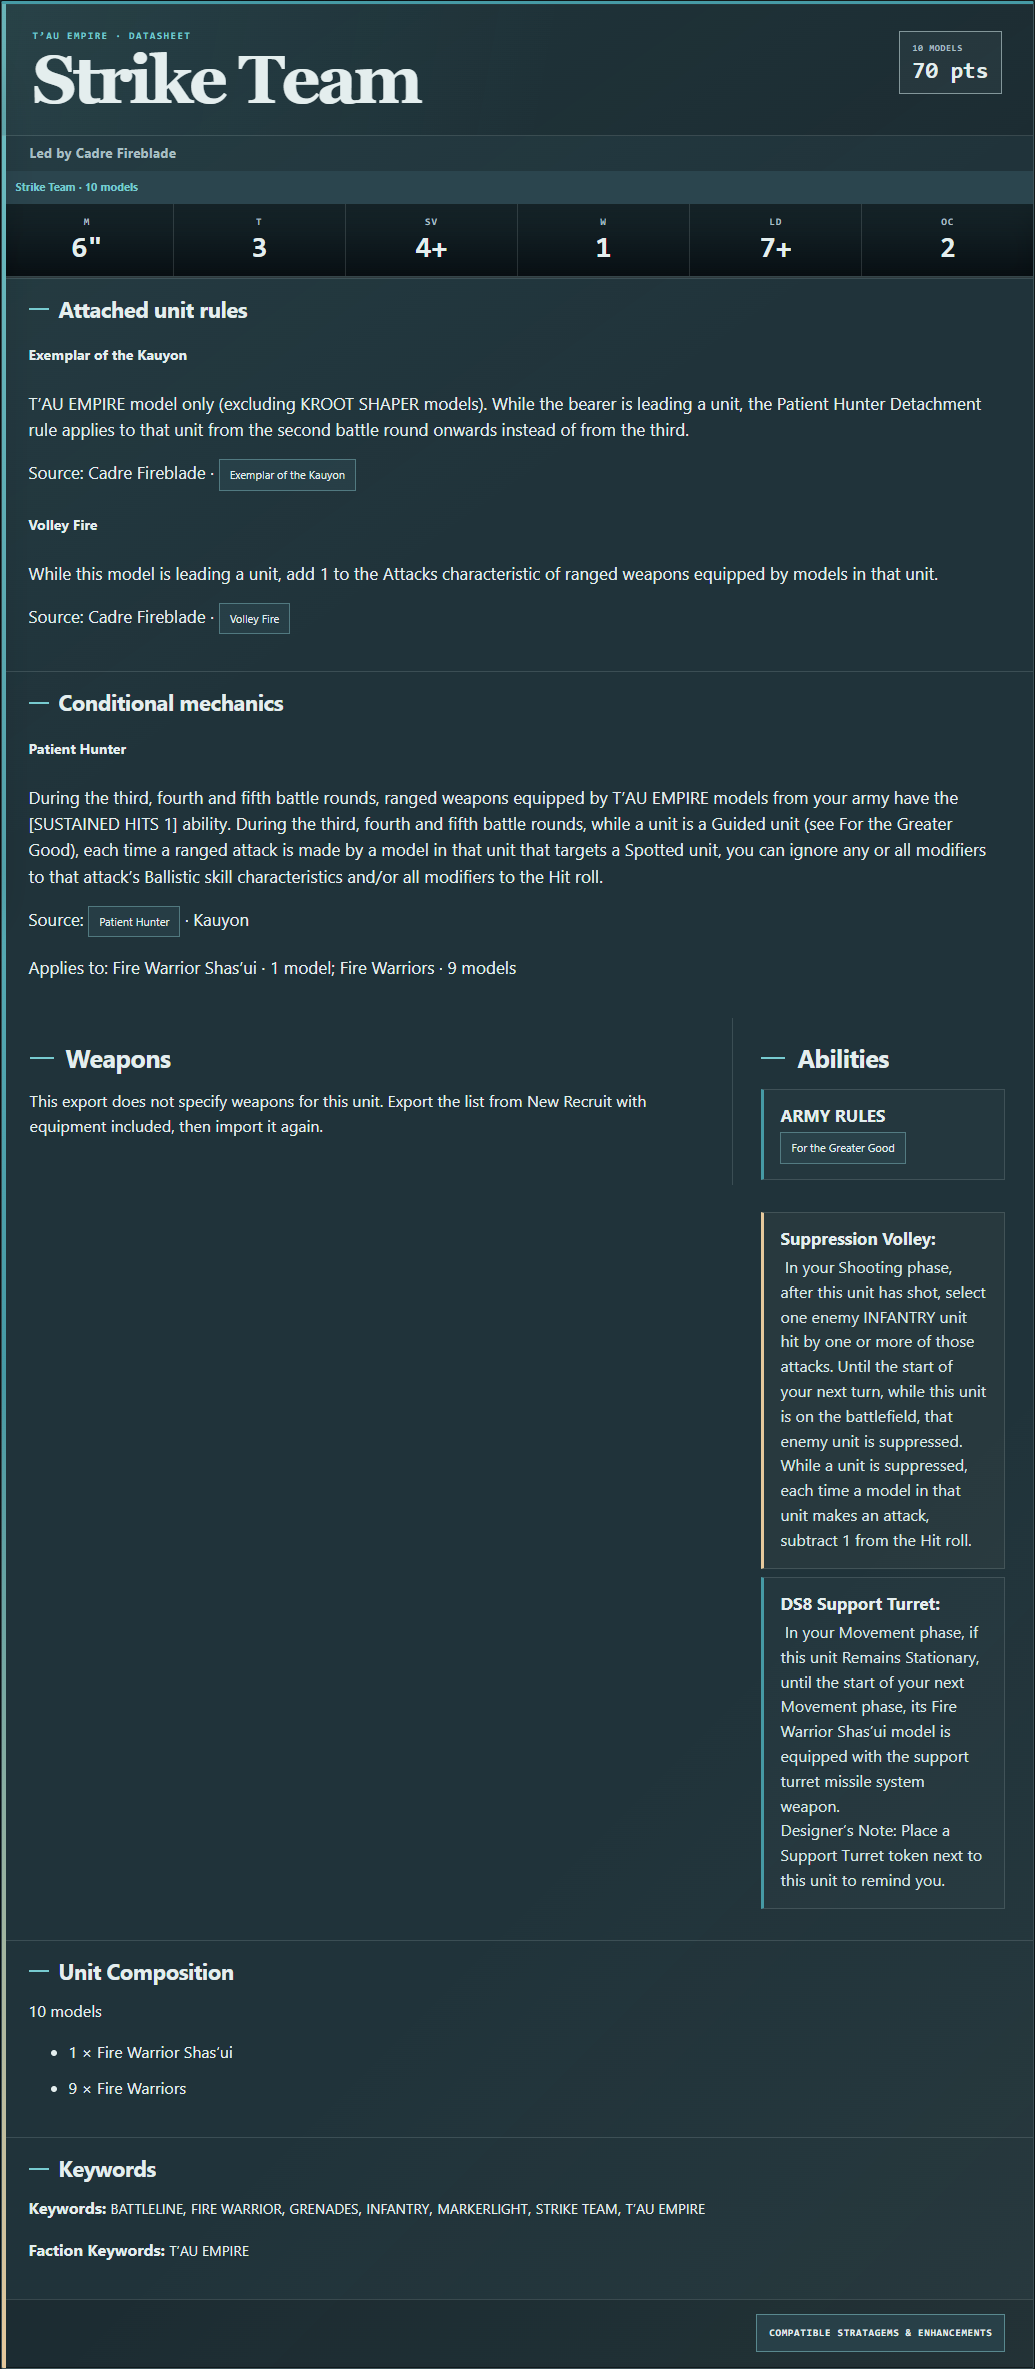 T’AU EMPIRE · DATASHEET
Strike Team
10 MODELS
70 pts
Led by Cadre Fireblade
Strike Team · 10 models
M
6"
T
3
SV
4+
W
1
LD
7+
OC
2
Attached unit rules
Exemplar of the Kauyon
T’AU EMPIRE model only (excluding KROOT SHAPER models). While the bearer is leading a unit, the Patient Hunter Detachment
rule applies to that unit from the second battle round onwards instead of from the third.
Source: Cadre Fireblade · Exemplar of the Kauyon
Volley Fire
While this model is leading a unit, add 1 to the Attacks characteristic of ranged weapons equipped by models in that unit.
Source: Cadre Fireblade · Volley Fire
Conditional mechanics
Patient Hunter
During the third, fourth and fifth battle rounds, ranged weapons equipped by T’AU EMPIRE models from your army have the
[SUSTAINED HITS 1] ability. During the third, fourth and fifth battle rounds, while a unit is a Guided unit (see For the Greater
Good), each time a ranged attack is made by a model in that unit that targets a Spotted unit, you can ignore any or all modifiers
to that attack’s Ballistic skill characteristics and/or all modifiers to the Hit roll.
Source: Patient Hunter · Kauyon
Applies to: Fire Warrior Shas’ui · 1 model; Fire Warriors · 9 models
Weapons
This export does not specify weapons for this unit. Export the list from New Recruit with
equipment included, then import it again.
Abilities
ARMY RULES
For the Greater Good
Suppression Volley:
In your Shooting phase,
after this unit has shot, select
one enemy INFANTRY unit
hit by one or more of those
attacks. Until the start of
your next turn, while this unit
is on the battlefield, that
enemy unit is suppressed.
While a unit is suppressed,
each time a model in that
unit makes an attack,
subtract 1 from the Hit roll.
DS8 Support Turret:
In your Movement phase, if
this unit Remains Stationary,
until the start of your next
Movement phase, its Fire
Warrior Shas’ui model is
equipped with the support
turret missile system
weapon.
Designer’s Note: Place a
Support Turret token next to
this unit to remind you.
Unit Composition
10 models
• 1 × Fire Warrior Shas’ui
• 9 × Fire Warriors
Keywords
Keywords: BATTLELINE, FIRE WARRIOR, GRENADES, INFANTRY, MARKERLIGHT, STRIKE TEAM, T’AU EMPIRE
Faction Keywords: T’AU EMPIRE
COMPATIBLE STRATAGEMS & ENHANCEMENTS